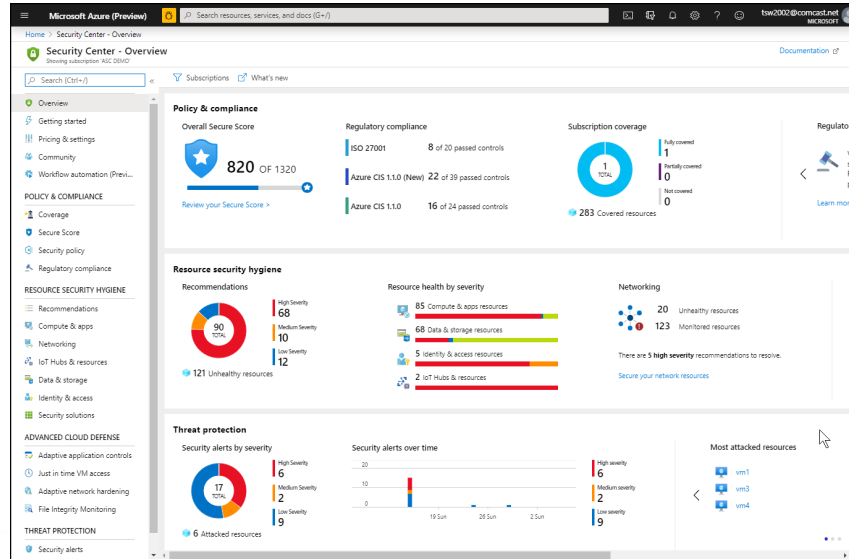 Microsoft Azure (Preview)
Search resources, services, and docs (G+/)
tsw2002@comcast.net
MICROSOFT
Home > Security Center - Overview
Security Center - Overview
Showing subscription 'ASC DEMO'
Documentation
Search (Ctrl+/)
«
Subscriptions
What's new
Overview
Getting started
Pricing & settings
Community
Workflow automation (Previ...
POLICY & COMPLIANCE
Coverage
Secure Score
Security policy
Regulatory compliance
RESOURCE SECURITY HYGIENE
Recommendations
Compute & apps
Networking
IoT Hubs & resources
Data & storage
Identity & access
Security solutions
ADVANCED CLOUD DEFENSE
Adaptive application controls
Just in time VM access
Adaptive network hardening
File Integrity Monitoring
THREAT PROTECTION
Security alerts
Policy & compliance
Overall Secure Score
820 OF 1320
Review your Secure Score >
Regulatory compliance
ISO 27001 8 of 20 passed controls
Azure CIS 1.1.0 (New) 22 of 39 passed controls
Azure CIS 1.1.0 16 of 24 passed controls
Subscription coverage
1
TOTAL
Fully covered
1
Partially covered
0
Not covered
0
283 Covered resources
Regulato
Learn mor
Resource security hygiene
Recommendations
90
TOTAL
High Severity
68
Medium Severity
10
Low Severity
12
121 Unhealthy resources
Resource health by severity
85 Compute & apps resources
68 Data & storage resources
5 Identity & access resources
2 IoT Hubs & resources
Networking
20 Unhealthy resources
123 Monitored resources
There are 5 high severity recommendations to resolve.
Secure your network resources
Threat protection
Security alerts by severity
17
TOTAL
High Severity
6
Medium Severity
2
Low Severity
9
6 Attacked resources
Security alerts over time
20
10
0
19 Sun 26 Sun 2 Sun
High severity
6
Medium severity
2
Low severity
9
Most attacked resources
vm1
vm3
vm4